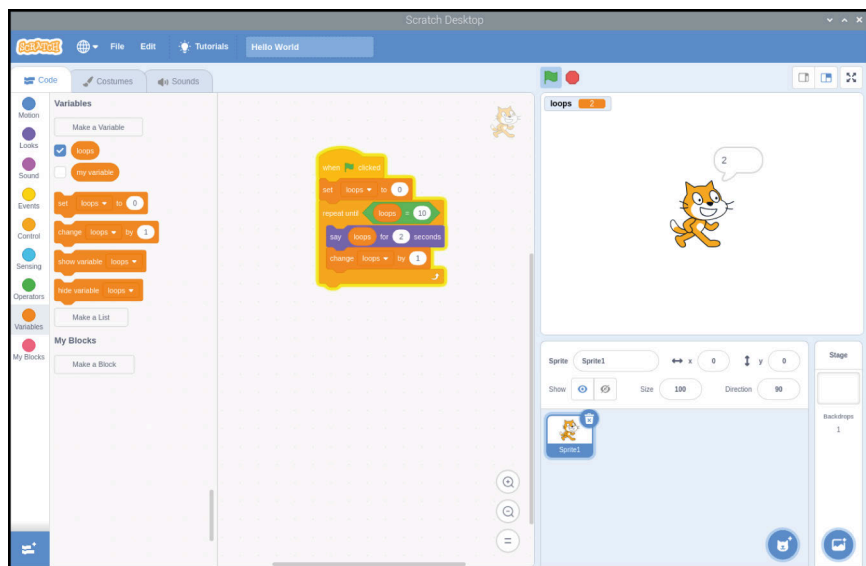 Scratch Desktop
SCRATCH
File Edit Tutorials Hello World
Code Costumes Sounds
Motion
Looks
Sound
Events
Control
Sensing
Operators
Variables
My Blocks
Variables
Make a Variable
loops
my variable
set loops to 0
change loops by 1
show variable loops
hide variable loops
Make a List
My Blocks
Make a Block
when clicked
set loops to 0
repeat until loops = 10
say loops for 2 seconds
change loops by 1
loops 2
2
Sprite Sprite1 x 0 y 0
Show Size 100 Direction 90
Sprite1
Stage
Backdrops
1